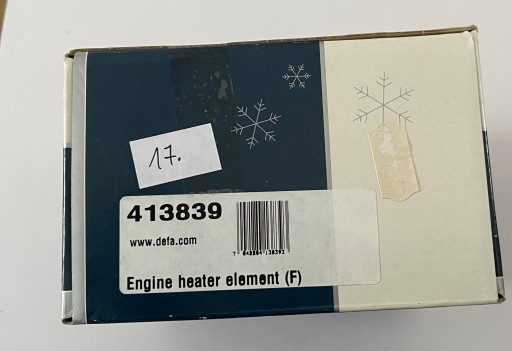 17.
413839
www.defa.com
Engine heater element (F)